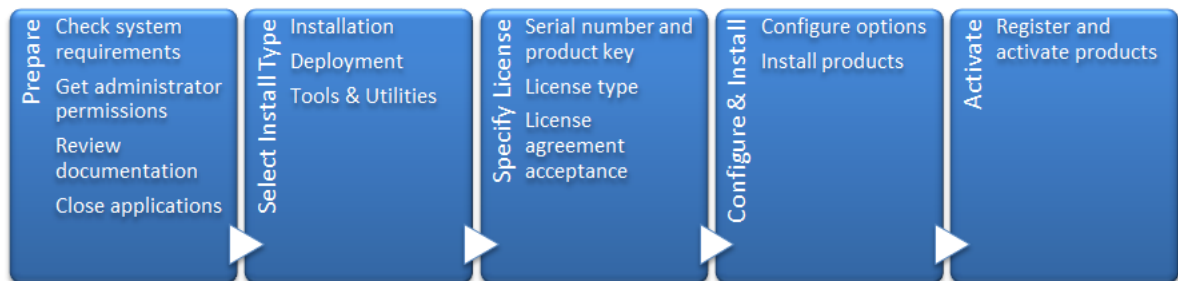 Prepare
Check system
requirements
Get administrator
permissions
Review
documentation
Close applications
Select Install Type
Installation
Deployment
Tools & Utilities
Specify License
Serial number and
product key
License type
License
agreement
acceptance
Configure & Install
Configure options
Install products
Activate
Register and
activate products